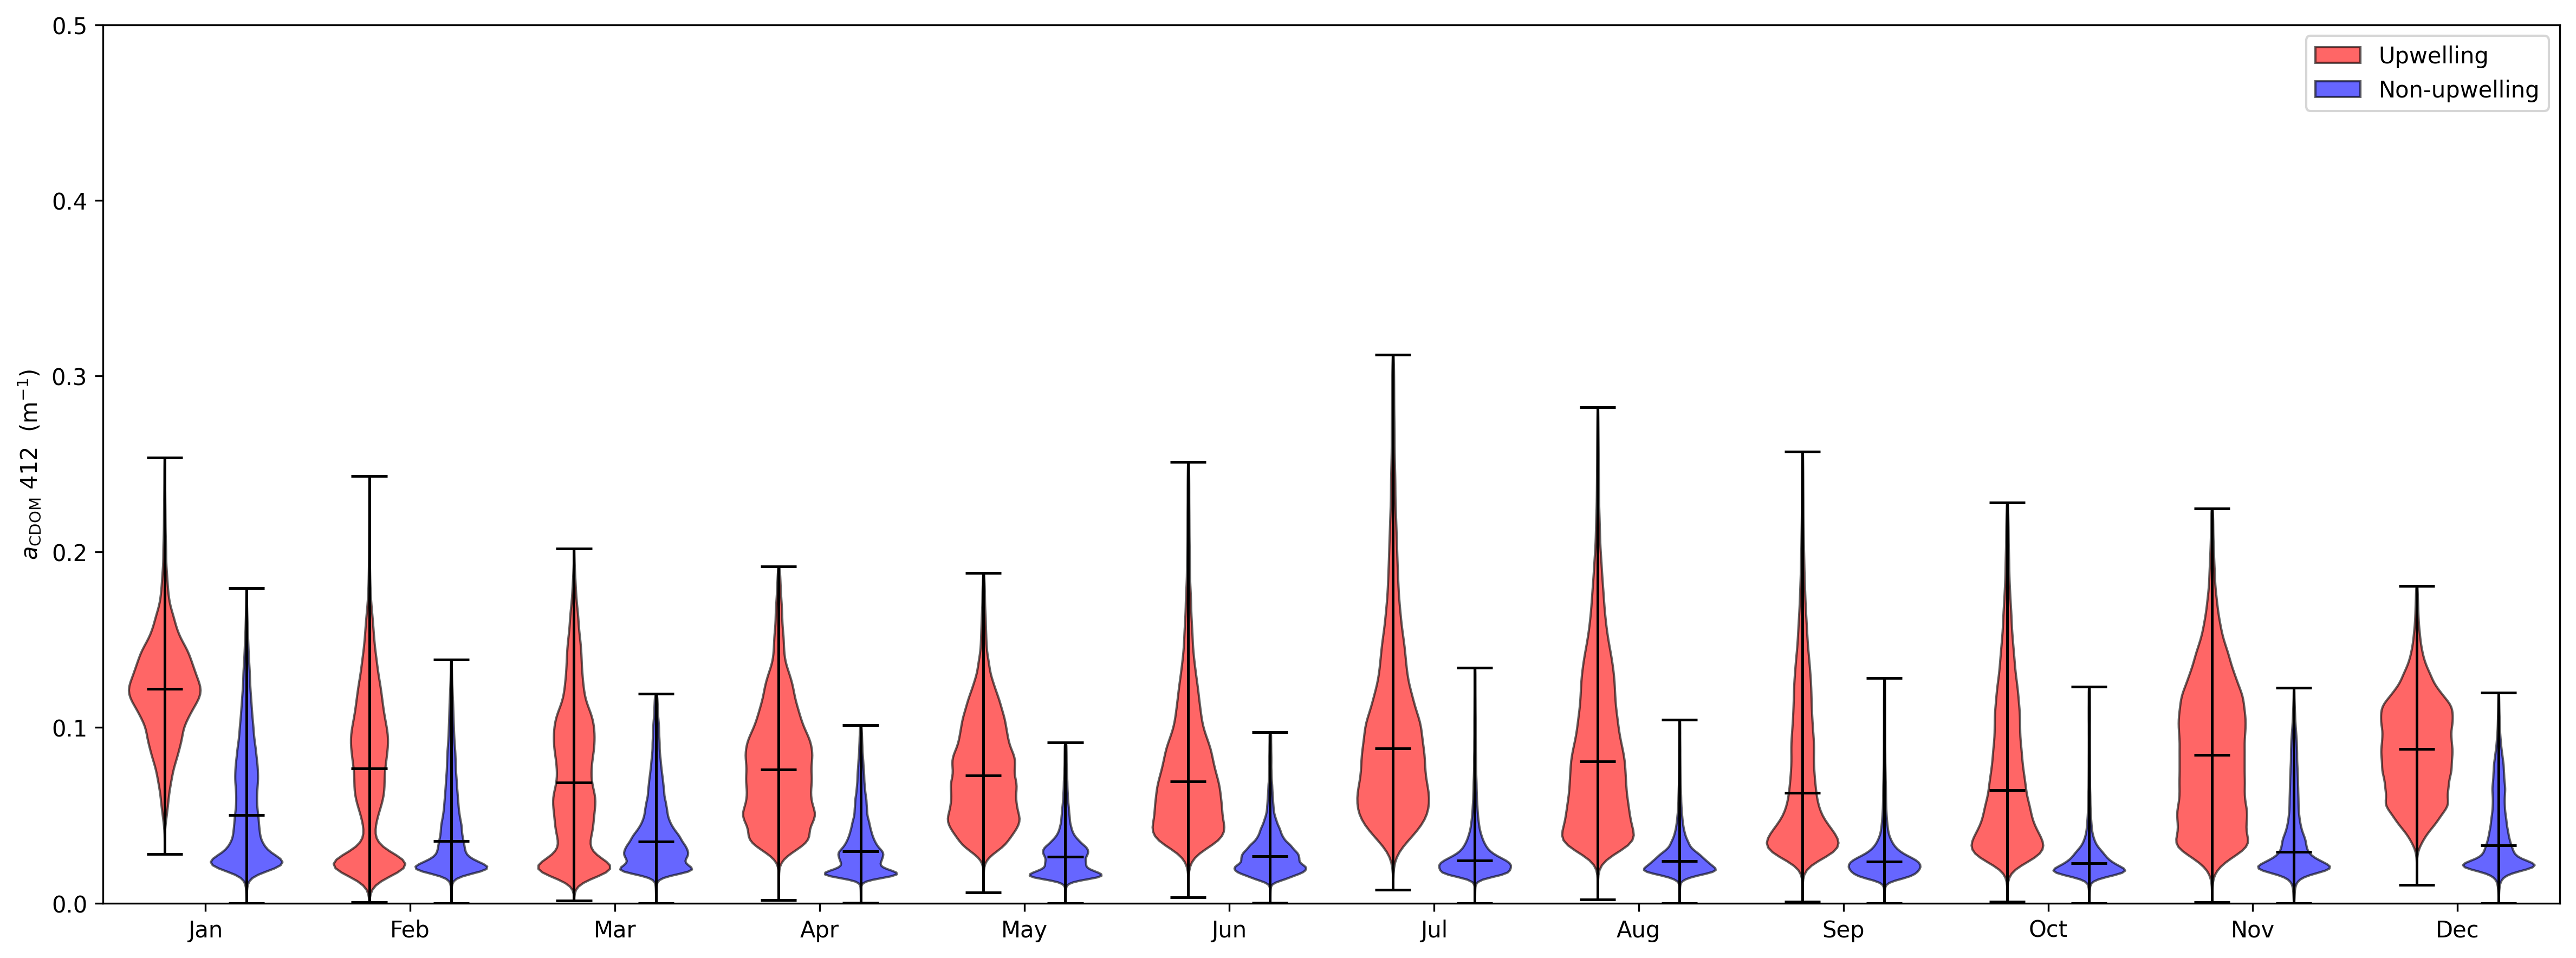 0.5
0.4
0.3
0.2
0.1
0.0
a_CDOM 412 (m⁻¹)
Upwelling
Non-upwelling
Jan Feb Mar Apr May Jun Jul Aug Sep Oct Nov Dec